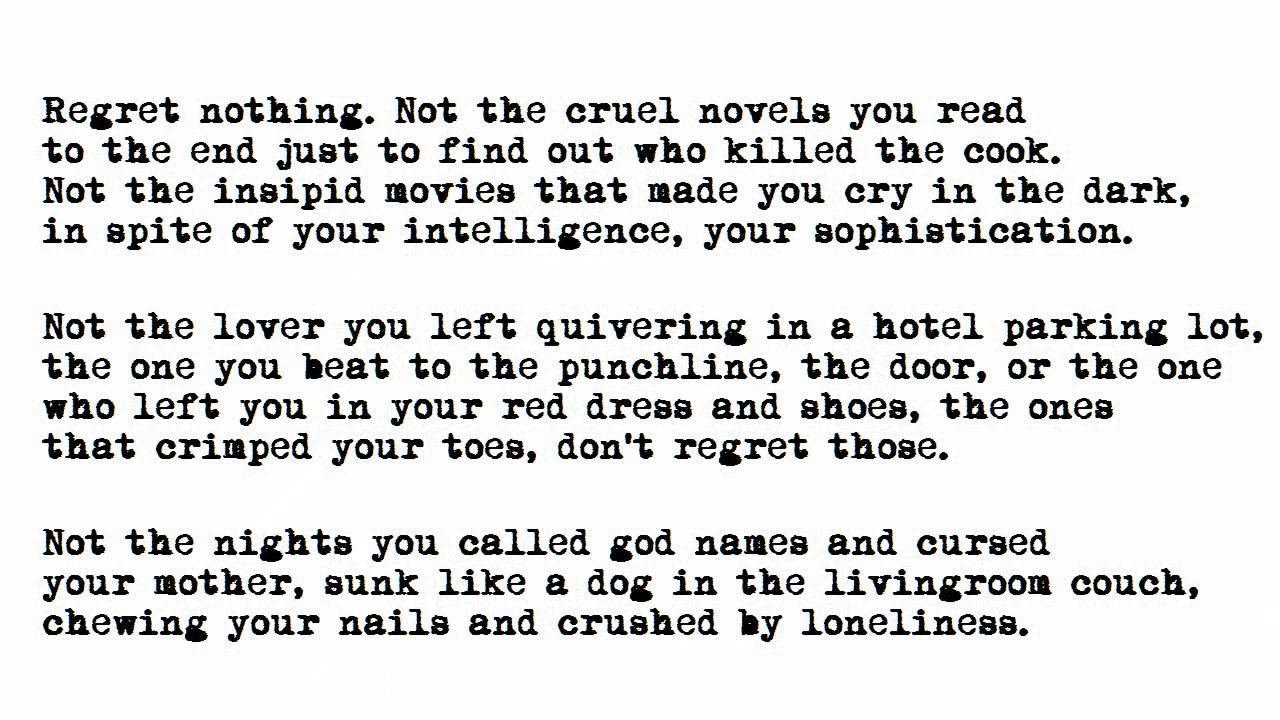 Regret nothing. Not the cruel novels you read
to the end just to find out who killed the cook.
Not the insipid movies that made you cry in the dark,
in spite of your intelligence, your sophistication.
Not the lover you left quivering in a hotel parking lot,
the one you beat to the punchline, the door, or the one
who left you in your red dress and shoes, the ones
that crimped your toes, don't regret those.
Not the nights you called god names and cursed
your mother, sunk like a dog in the livingroom couch,
chewing your nails and crushed by loneliness.